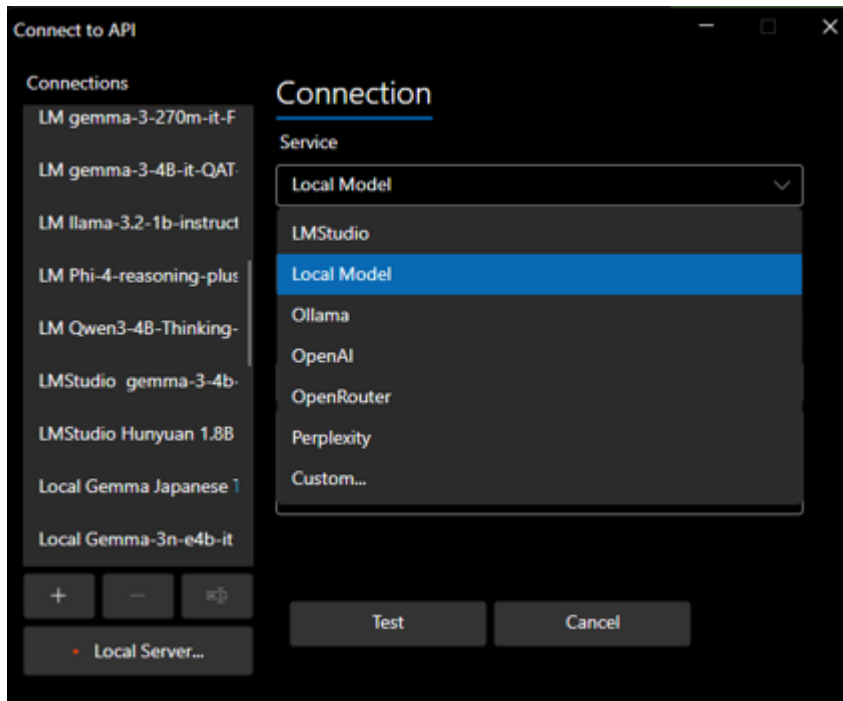 Connect to API
Connections
LM gemma-3-270m-it-F
LM gemma-3-4B-it-QAT-
LM llama-3.2-1b-instruct
LM Phi-4-reasoning-plus
LM Qwen3-4B-Thinking-
LMStudio gemma-3-4b-
LMStudio Hunyuan 1.8B
Local Gemma Japanese
Local Gemma-3n-e4b-it
Local Server...
Connection
Service
Local Model
LMStudio
Local Model
Ollama
OpenAI
OpenRouter
Perplexity
Custom...
Test
Cancel